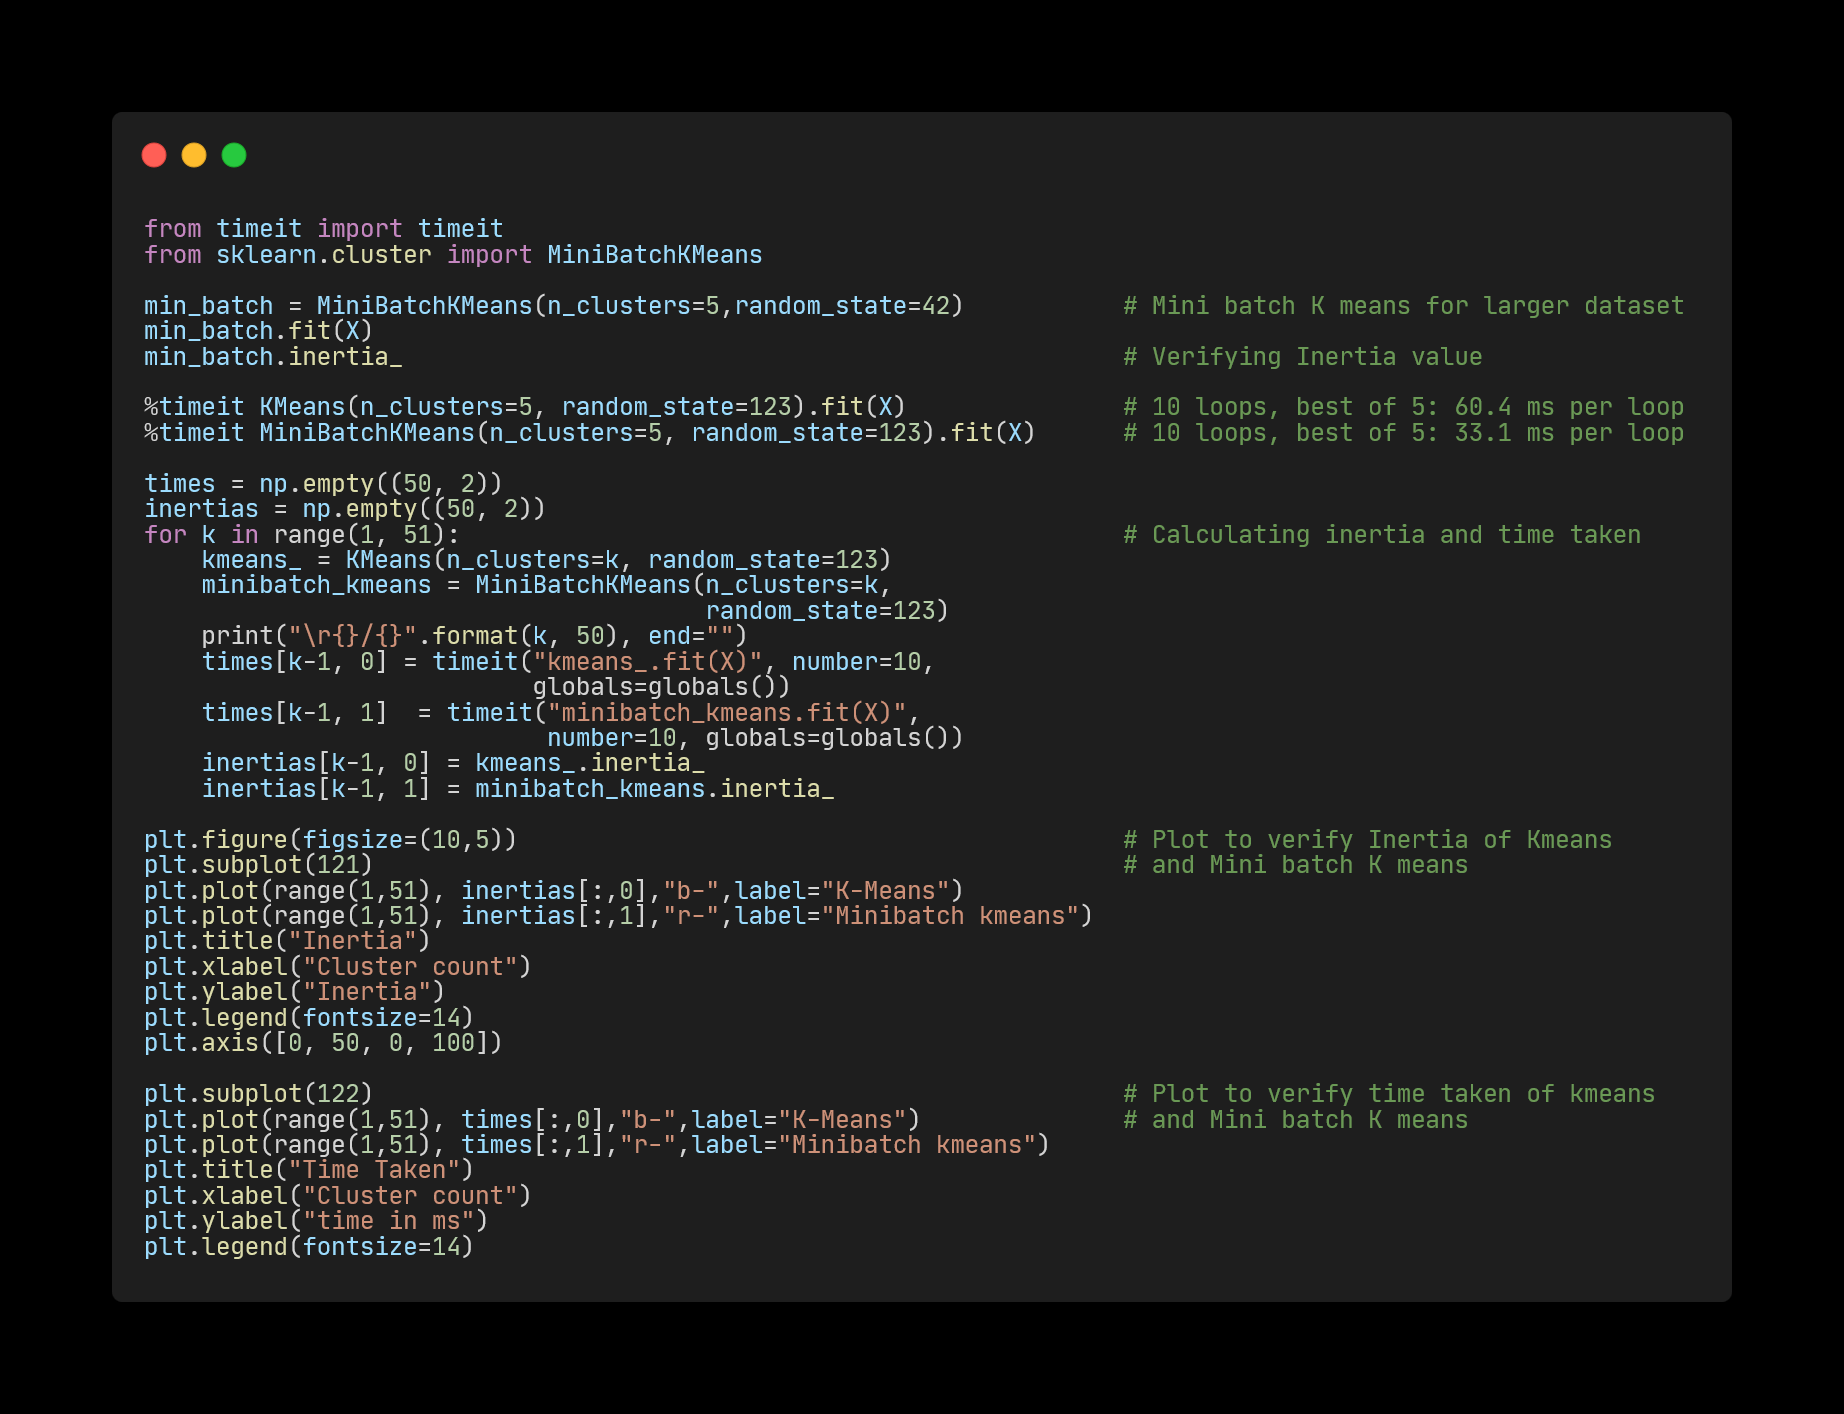 from timeit import timeit
from sklearn.cluster import MiniBatchKMeans
min_batch = MiniBatchKMeans(n_clusters=5,random_state=42)           # Mini batch K means for larger dataset
min_batch.fit(X)
min_batch.inertia_                                                  # Verifying Inertia value
%timeit KMeans(n_clusters=5, random_state=123).fit(X)               # 10 loops, best of 5: 60.4 ms per loop
%timeit MiniBatchKMeans(n_clusters=5, random_state=123).fit(X)      # 10 loops, best of 5: 33.1 ms per loop
times = np.empty((50, 2))
inertias = np.empty((50, 2))
for k in range(1, 51):                                              # Calculating inertia and time taken
    kmeans_ = KMeans(n_clusters=k, random_state=123)
    minibatch_kmeans = MiniBatchKMeans(n_clusters=k,
                                       random_state=123)
    print("\r{}/{}".format(k, 50), end="")
    times[k-1, 0] = timeit("kmeans_.fit(X)", number=10,
                           globals=globals())
    times[k-1, 1]  = timeit("minibatch_kmeans.fit(X)",
                            number=10, globals=globals())
    inertias[k-1, 0] = kmeans_.inertia_
    inertias[k-1, 1] = minibatch_kmeans.inertia_
plt.figure(figsize=(10,5))                                          # Plot to verify Inertia of Kmeans
plt.subplot(121)                                                    # and Mini batch K means
plt.plot(range(1,51), inertias[:,0],"b-",label="K-Means")
plt.plot(range(1,51), inertias[:,1],"r-",label="Minibatch kmeans")
plt.title("Inertia")
plt.xlabel("Cluster count")
plt.ylabel("Inertia")
plt.legend(fontsize=14)
plt.axis([0, 50, 0, 100])
plt.subplot(122)                                                    # Plot to verify time taken of kmeans
plt.plot(range(1,51), times[:,0],"b-",label="K-Means")              # and Mini batch K means
plt.plot(range(1,51), times[:,1],"r-",label="Minibatch kmeans")
plt.title("Time Taken")
plt.xlabel("Cluster count")
plt.ylabel("time in ms")
plt.legend(fontsize=14)